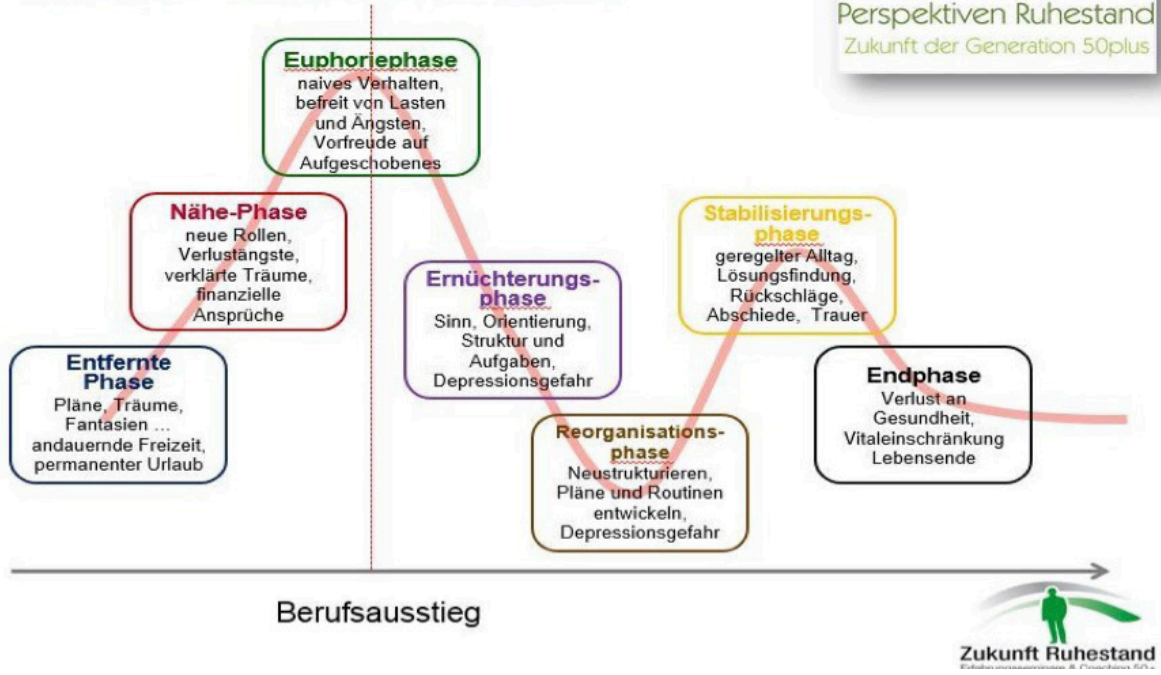 Perspektiven Ruhestand
Zukunft der Generation 50plus
Euphoriephase
naives Verhalten,
befreit von Lasten
und Ängsten,
Vorfreude auf
Aufgeschobenes
Nähe-Phase
neue Rollen,
Verlustängste,
verklärte Träume,
finanzielle
Ansprüche
Entfernte
Phase
Pläne, Träume,
Fantasien ...
andauernde Freizeit,
permanenter Urlaub
Ernüchterungs-
phase
Sinn, Orientierung,
Struktur und
Aufgaben,
Depressionsgefahr
Reorganisations-
phase
Neustrukturieren,
Pläne und Routinen
entwickeln,
Depressionsgefahr
Stabilisierungs-
phase
geregelter Alltag,
Lösungsfindung,
Rückschläge,
Abschiede, Trauer
Endphase
Verlust an
Gesundheit,
Vitaleinschränkung
Lebensende
Berufsausstieg
Zukunft Ruhestand
Erfahrungsseminare & Coaching 50+